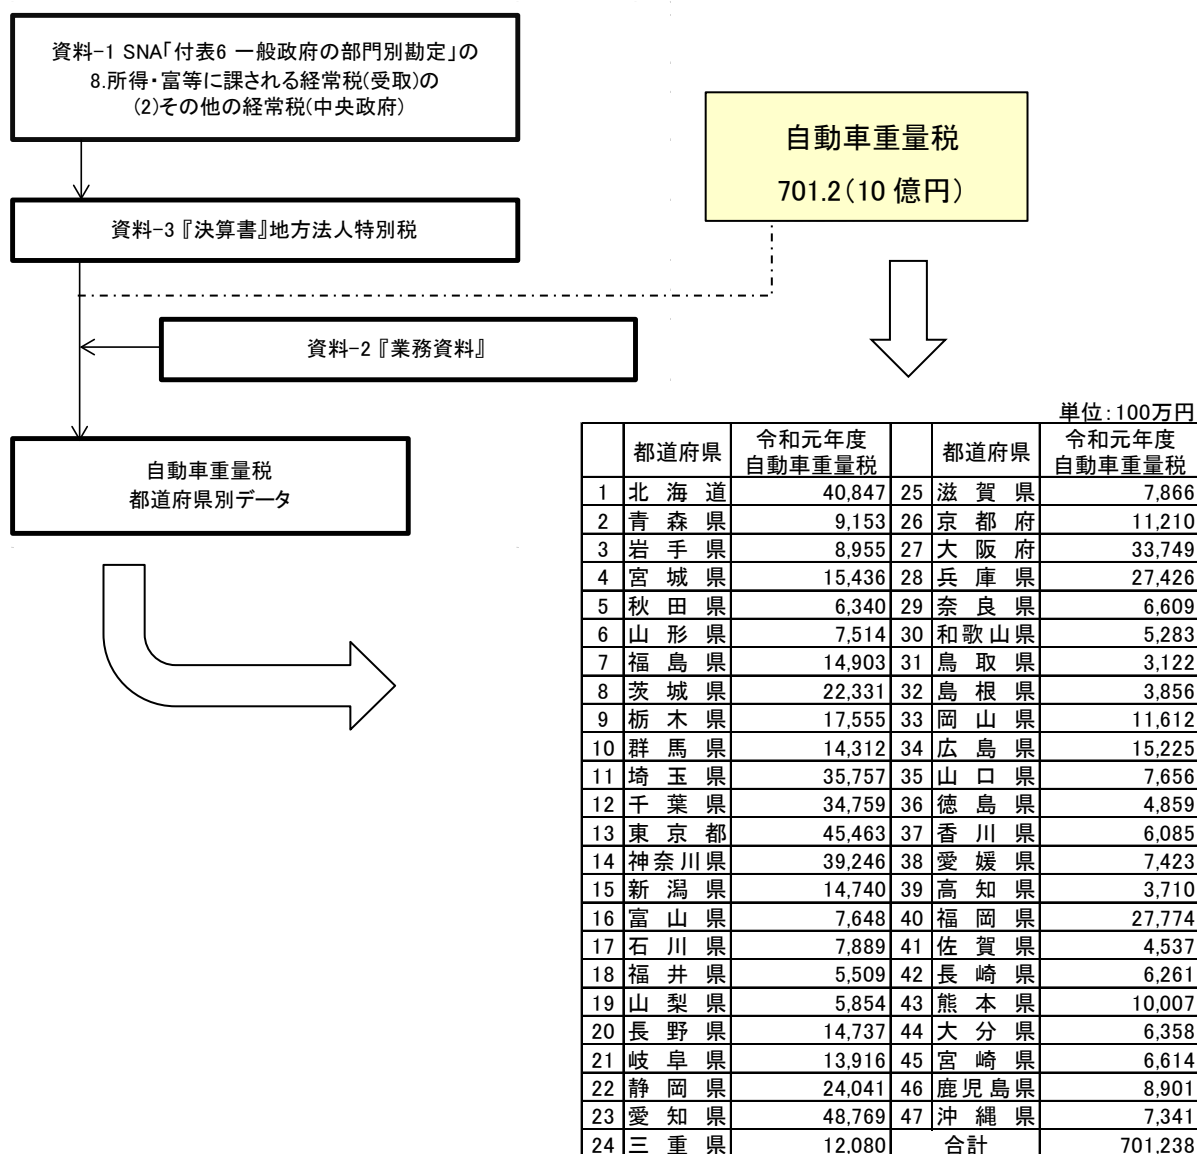 資料-1 SNA｢付表6 一般政府の部門別勘定｣の
8.所得・富等に課される経常税(受取)の
(2)その他の経常税(中央政府)
資料-3『決算書』地方法人特別税
資料-2『業務資料』
自動車重量税
都道府県別データ
自動車重量税
701.2(10 億円)
単位:100万円
都道府県 令和元年度 都道府県 令和元年度
自動車重量税 自動車重量税
1 北海道 40,847 25 滋賀県 7,866
2 青森県 9,153 26 京都府 11,210
3 岩手県 8,955 27 大阪府 33,749
4 宮城県 15,436 28 兵庫県 27,426
5 秋田県 6,340 29 奈良県 6,609
6 山形県 7,514 30 和歌山県 5,283
7 福島県 14,903 31 鳥取県 3,122
8 茨城県 22,331 32 島根県 3,856
9 栃木県 17,555 33 岡山県 11,612
10 群馬県 14,312 34 広島県 15,225
11 埼玉県 35,757 35 山口県 7,656
12 千葉県 34,759 36 徳島県 4,859
13 東京都 45,463 37 香川県 6,085
14 神奈川県 39,246 38 愛媛県 7,423
15 新潟県 14,740 39 高知県 3,710
16 富山県 7,648 40 福岡県 27,774
17 石川県 7,889 41 佐賀県 4,537
18 福井県 5,509 42 長崎県 6,261
19 山梨県 5,854 43 熊本県 10,007
20 長野県 14,737 44 大分県 6,358
21 岐阜県 13,916 45 宮崎県 6,614
22 静岡県 24,041 46 鹿児島県 8,901
23 愛知県 48,769 47 沖縄県 7,341
24 三重県 12,080 合計 701,238